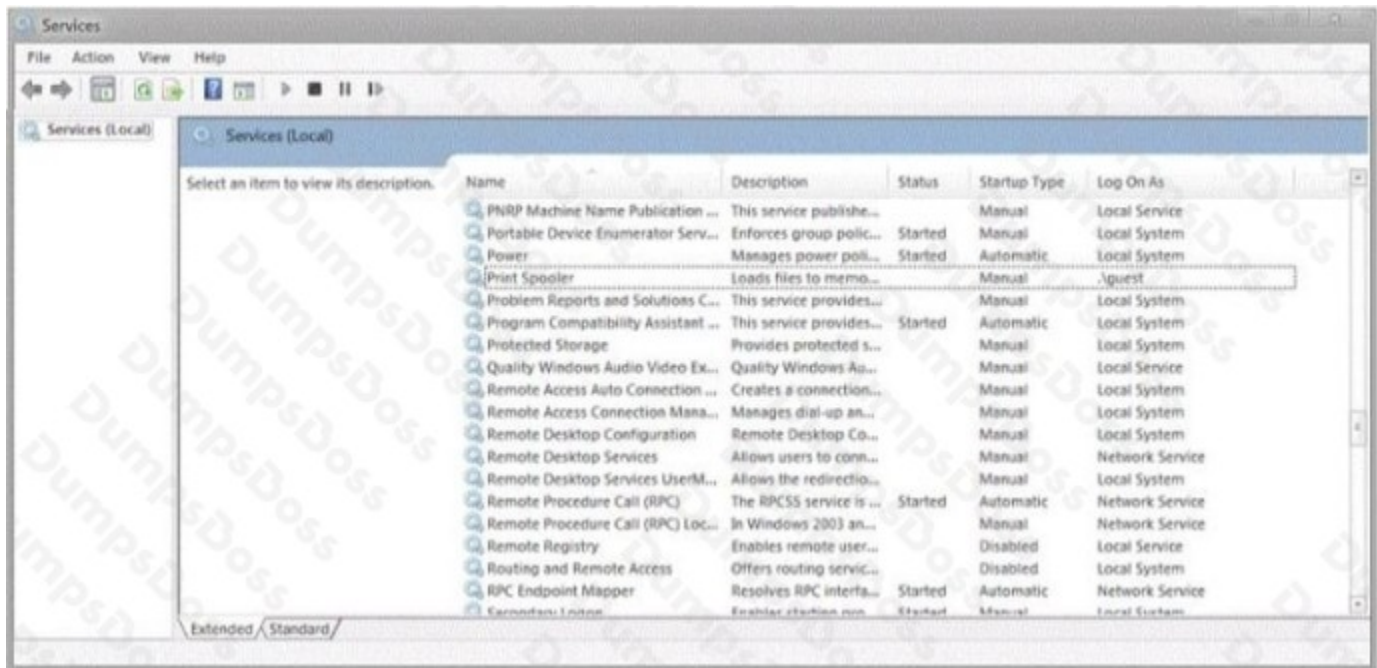 Services
File Action View Help
Services (Local)
Services (Local)
Select an item to view its description.
Name Description Status Startup Type Log On As
PNRP Machine Name Publication ... This service publishe... Manual Local Service
Portable Device Enumerator Serv... Enforces group polic... Started Manual Local System
Power Manages power poli... Started Automatic Local System
Print Spooler Loads files to memo... Manual .\guest
Problem Reports and Solutions C... This service provides... Manual Local System
Program Compatibility Assistant ... This service provides... Started Automatic Local System
Protected Storage Provides protected s... Manual Local System
Quality Windows Audio Video Ex... Quality Windows Au... Manual Local Service
Remote Access Auto Connection ... Creates a connection... Manual Local System
Remote Access Connection Mana... Manages dial-up an... Manual Local System
Remote Desktop Configuration Remote Desktop Co... Manual Local System
Remote Desktop Services Allows users to conn... Manual Network Service
Remote Desktop Services UserM... Allows the redirectio... Manual Local System
Remote Procedure Call (RPC) The RPCSS service is ... Started Automatic Network Service
Remote Procedure Call (RPC) Loc... In Windows 2003 an... Manual Network Service
Remote Registry Enables remote user... Disabled Local Service
Routing and Remote Access Offers routing servic... Disabled Local System
RPC Endpoint Mapper Resolves RPC interfa... Started Automatic Network Service
Secondary Logon Enables starting pro... Started Manual Local System
Extended Standard
DumpsDoss